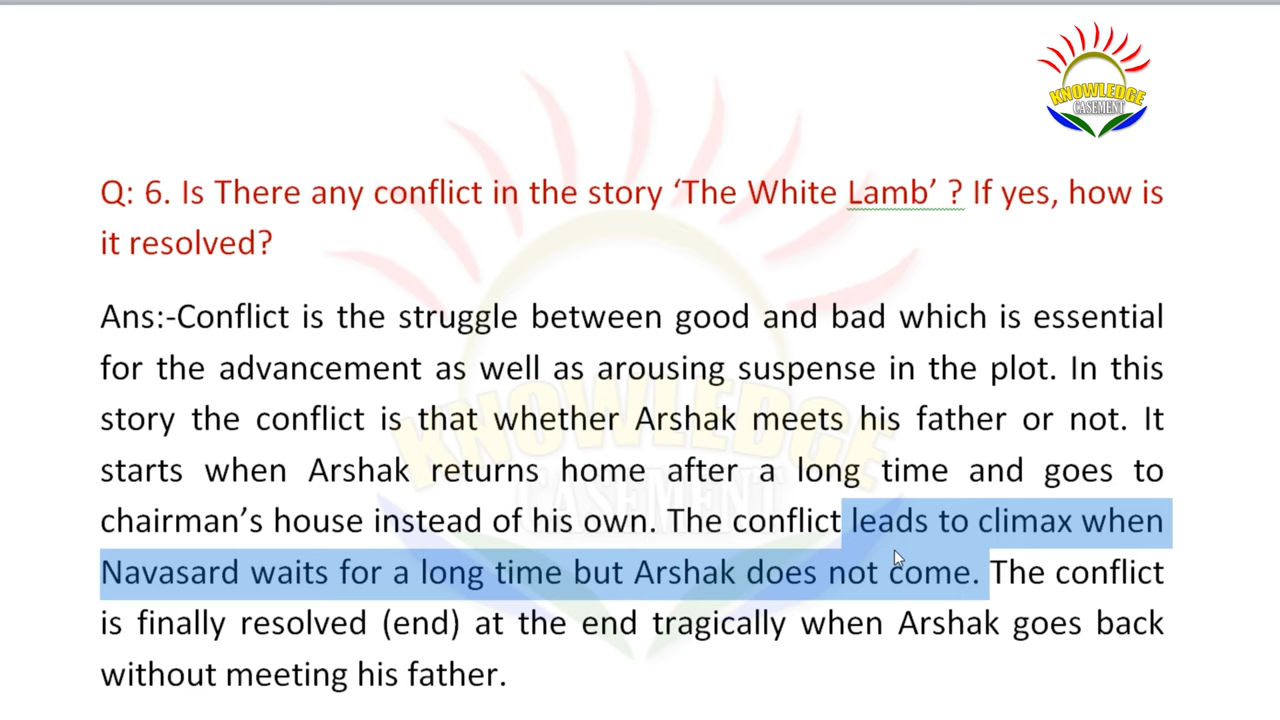 KNOWLEDGE
CASEMENT
Q: 6. Is There any conflict in the story ‘The White Lamb’ ? If yes, how is
it resolved?
Ans:-Conflict is the struggle between good and bad which is essential
for the advancement as well as arousing suspense in the plot. In this
story the conflict is that whether Arshak meets his father or not. It
starts when Arshak returns home after a long time and goes to
chairman’s house instead of his own. The conflict leads to climax when
Navasard waits for a long time but Arshak does not come. The conflict
is finally resolved (end) at the end tragically when Arshak goes back
without meeting his father.
KNOWLEDGE
CASEMENT